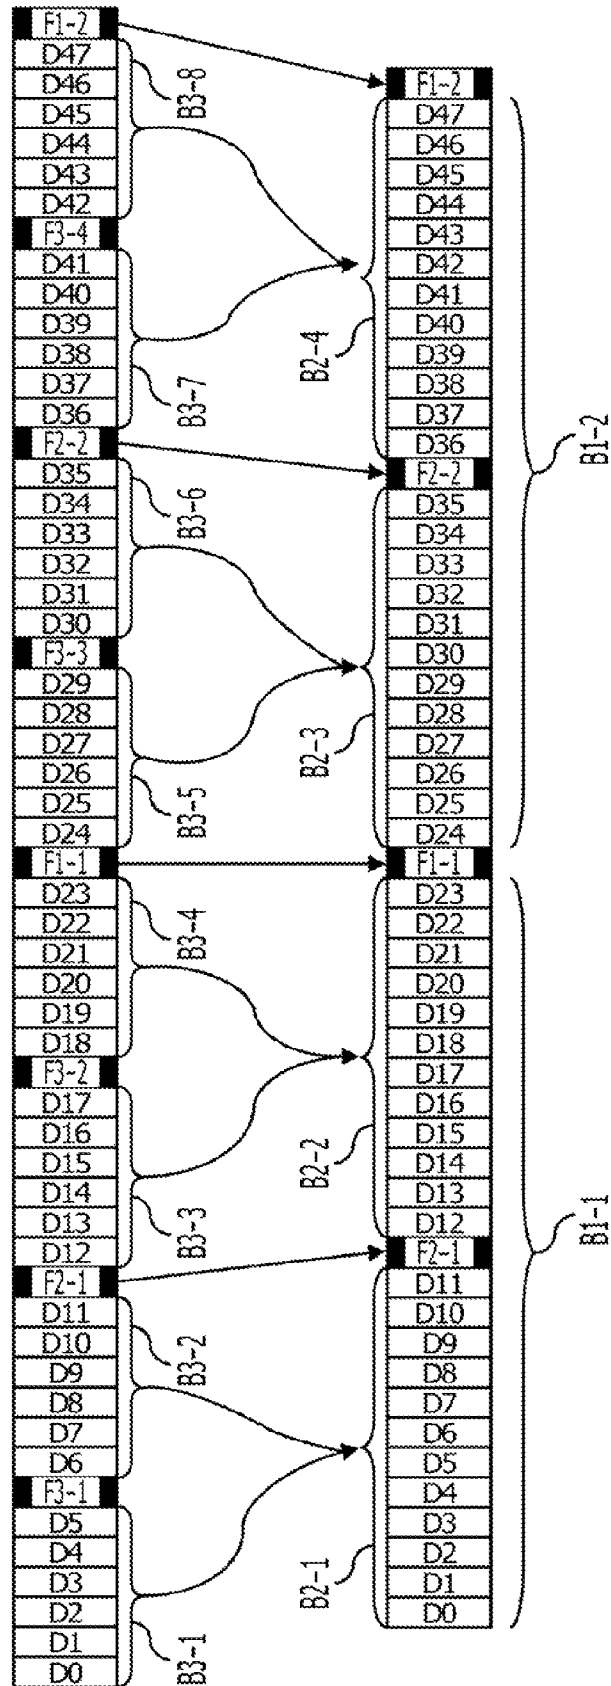 F1-2
D47
D46
D45
D44
D43
D42
F3-4
D41
D40
D39
D38
D37
D36
F2-2
D35
D34
D33
D32
D31
D30
F3-3
D29
D28
D27
D26
D25
D24
F1-1
D23
D22
D21
D20
D19
D18
F3-2
D17
D16
D15
D14
D13
D12
F2-1
D11
D10
D9
D8
D7
D6
F3-1
D5
D4
D3
D2
D1
D0
B3-8
B3-7
B3-6
B3-5
B3-4
B3-3
B3-2
B3-1
B2-4
B2-3
B2-2
B2-1
F1-2
D47
D46
D45
D44
D43
D42
D41
D40
D39
D38
D37
D36
F2-2
D35
D34
D33
D32
D31
D30
D29
D28
D27
D26
D25
D24
F1-1
D23
D22
D21
D20
D19
D18
D17
D16
D15
D14
D13
D12
F2-1
D11
D10
D9
D8
D7
D6
D5
D4
D3
D2
D1
D0
B1-2
B1-1